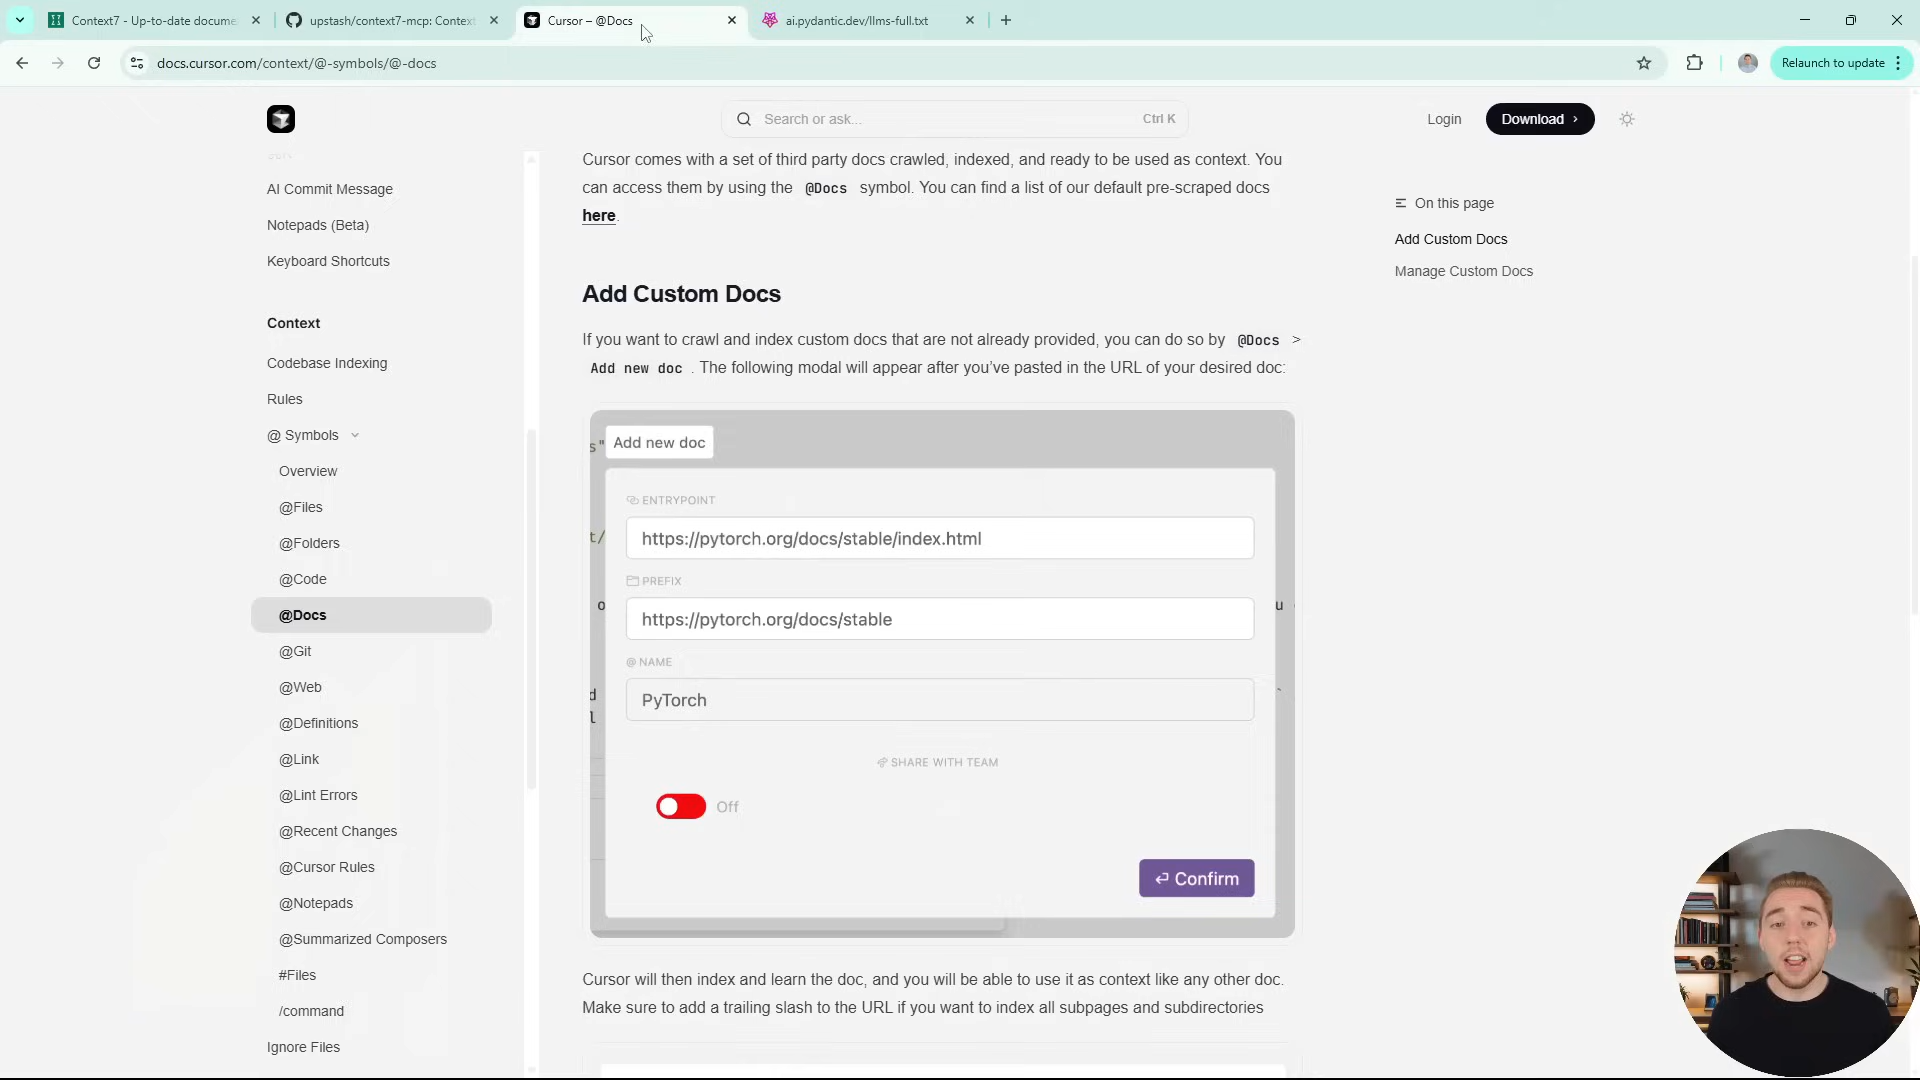 Context7 - Up-to-date docume
upstash/context7-mcp: Context
Cursor – @Docs
ai.pydantic.dev/llms-full.txt
docs.cursor.com/context/@-symbols/@-docs
Relaunch to update
Search or ask...
Ctrl K
Login
Download
AI Commit Message
Notepads (Beta)
Keyboard Shortcuts
Context
Codebase Indexing
Rules
@ Symbols
Overview
@Files
@Folders
@Code
@Docs
@Git
@Web
@Definitions
@Link
@Lint Errors
@Recent Changes
@Cursor Rules
@Notepads
@Summarized Composers
#Files
/command
Ignore Files
Cursor comes with a set of third party docs crawled, indexed, and ready to be used as context. You
can access them by using the @Docs symbol. You can find a list of our default pre-scraped docs
here.
Add Custom Docs
If you want to crawl and index custom docs that are not already provided, you can do so by @Docs >
Add new doc . The following modal will appear after you’ve pasted in the URL of your desired doc:
s"
Add new doc
ENTRYPOINT
t/
https://pytorch.org/docs/stable/index.html
PREFIX
o
u
https://pytorch.org/docs/stable
@ NAME
d
l
PyTorch
SHARE WITH TEAM
Off
Confirm
Cursor will then index and learn the doc, and you will be able to use it as context like any other doc.
Make sure to add a trailing slash to the URL if you want to index all subpages and subdirectories
On this page
Add Custom Docs
Manage Custom Docs